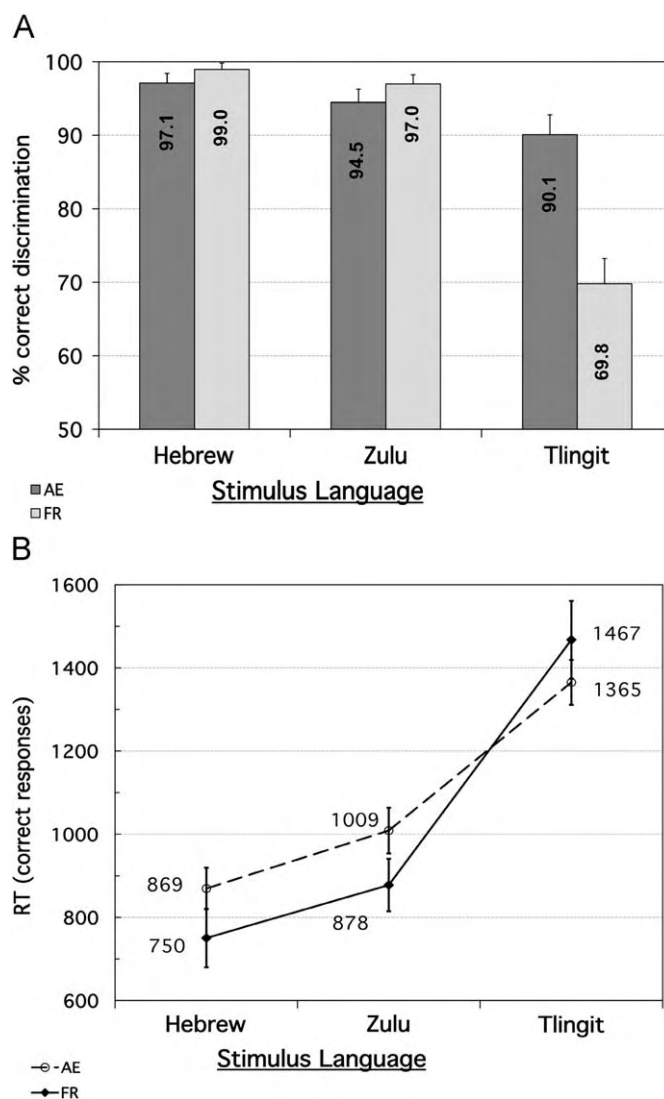 A
% correct discrimination
100
90
80
70
60
50
97.1
99.0
94.5
97.0
90.1
69.8
Hebrew
Zulu
Tlingit
Stimulus Language
AE
FR
B
RT (correct responses)
1600
1400
1200
1000
800
600
869
750
1009
878
1467
1365
Hebrew
Zulu
Tlingit
Stimulus Language
AE
FR